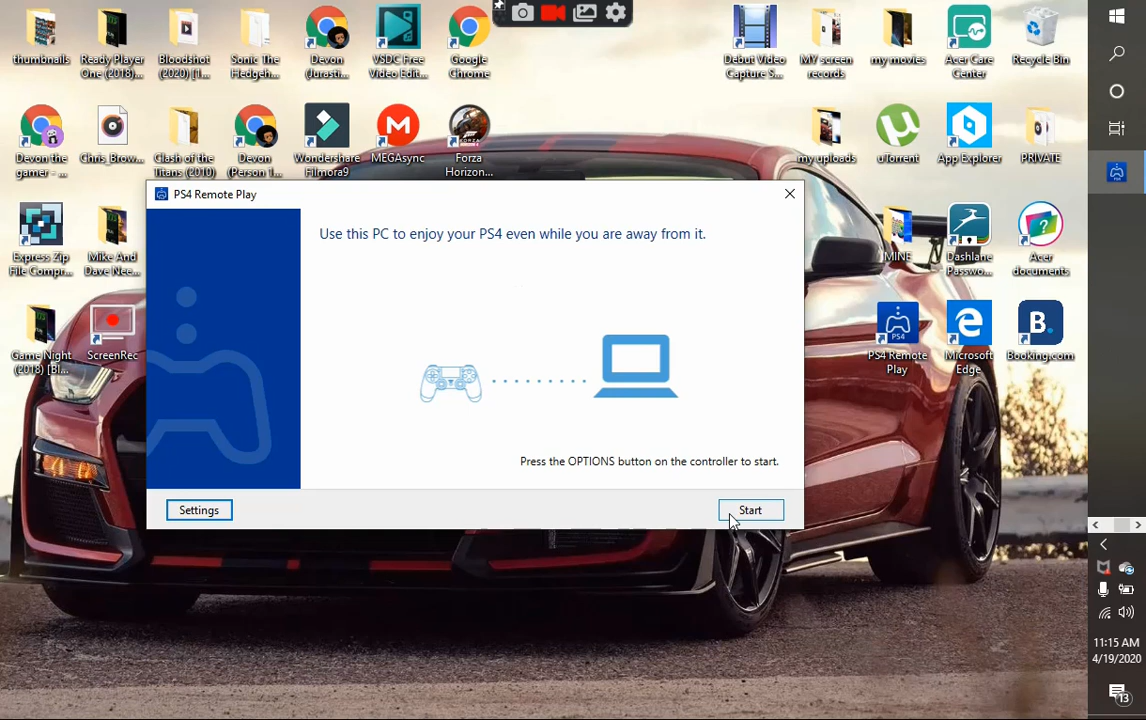 thumbnails
Ready Player
One (2018)...
Bloodshot
(2020) [1...
Sonic The
Hedgeh...
Devon
(Jurasti...
VSDC Free
Video Edit...
Google
Chrome
Debut Video
Capture S...
MY screen
records
my movies
Acer Care
Center
Recycle Bin
Devon the
gamer - ...
Chris_Brow...
Clash of the
Titans (2010)
Devon
(Person 1...
Wondershare
Filmora9
MEGAsync
Forza
Horizon...
my uploads
uTorrent
App Explorer
PRIVATE
PS4 Remote Play
Use this PC to enjoy your PS4 even while you are away from it.
Express Zip
File Compr...
Mike And
Dave Nee...
MINE
Dashlane
Passwo...
Acer
documents
Game Night
(2018) [Bl...
ScreenRec
PS4
PS4 Remote
Play
Microsoft
Edge
B.
Booking.com
Press the OPTIONS button on the controller to start.
Settings
Start
11:15 AM
4/19/2020
13